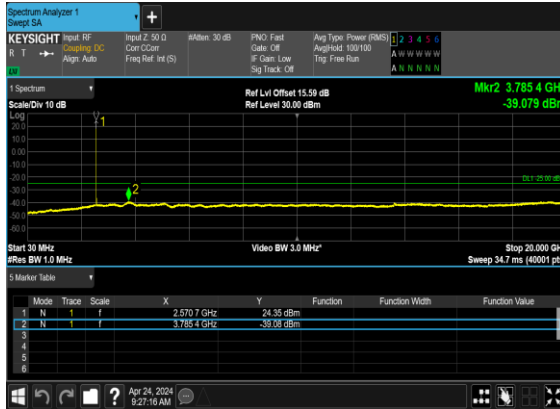 Spectrum Analyzer 1
Swept SA
+
KEYSIGHT Input: RF Input Z: 50 Ω #Atten: 30 dB PNO: Fast Avg Type: Power (RMS) 1 2 3 4 5 6
R T Coupling: DC Corr CCorr Gate: Off Avg|Hold: 100/100 A W W W W W
Align: Auto Freq Ref: Int (S) IF Gain: Low Trig: Free Run
Sig Track: Off A N N N N N
LU
1 Spectrum
Scale/Div 10 dB Ref Lvl Offset 15.59 dB Mkr2 3.785 4 GH
Ref Level 30.00 dBm -39.079 dBr
Log
1
20.0
10.0
0.00
-10.0
-20.0 DL1 -25.00 dB
-30.0
2
-40.0
-50.0
-60.0
Start 30 MHz Video BW 3.0 MHz* Stop 20.000 GH
#Res BW 1.0 MHz Sweep 34.7 ms (40001 pt
5 Marker Table
Mode Trace Scale X Y Function Function Width Function Value
1 N 1 f 2.570 7 GHz 24.35 dBm
2 N 1 f 3.785 4 GHz -39.08 dBm
3
4
5
6
? Apr 24, 2024
9:27:16 AM